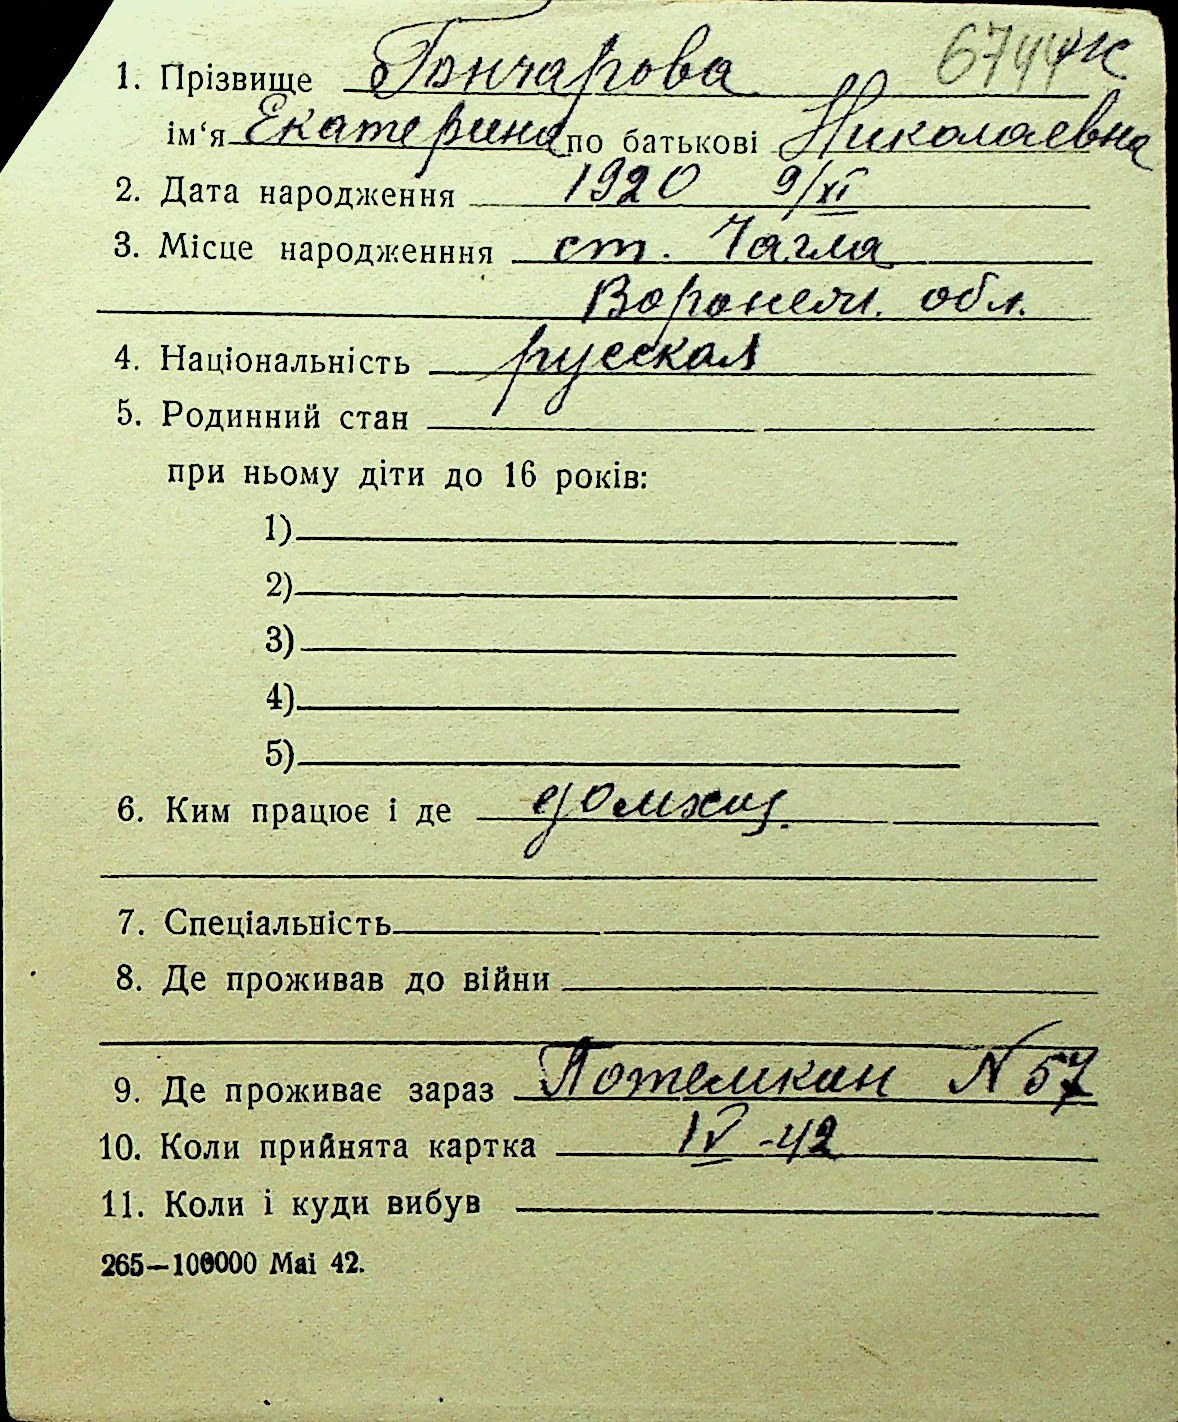 6744 Ж
1. Прізвище Гончарова
ім‘я Екатерина по батькові Николаевна
2. Дата народження 1920 9/XI
3. Місце народженння ст. Чагла
Воронеж. обл.
4. Національність русская
5. Родинний стан
при ньому діти до 16 років:
1)
2)
3)
4)
5)
6. Ким працює і де домхоз.
7. Спеціальність
8. Де проживав до війни
9. Де проживає зараз Потемкин N 57
10. Коли прийнята картка IV-42
11. Коли і куди вибув
265—100000 Mai 42.